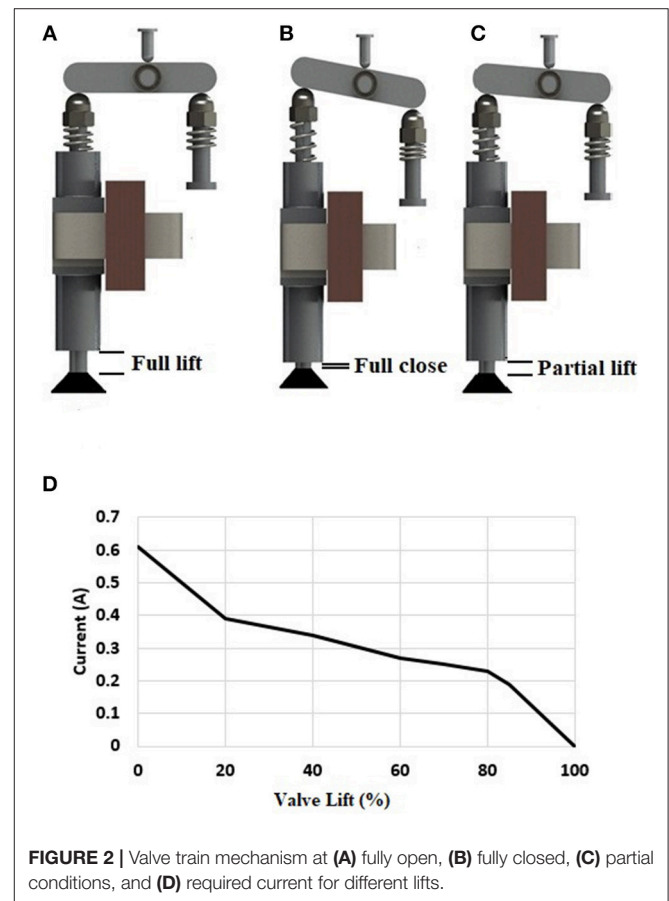 A
B
C
Full lift
Full close
Partial lift
D
0.7
0.6
0.5
0.4
0.3
0.2
0.1
0
Current (A)
0 20 40 60 80 100
Valve Lift (%)
FIGURE 2 | Valve train mechanism at (A) fully open, (B) fully closed, (C) partial
conditions, and (D) required current for different lifts.